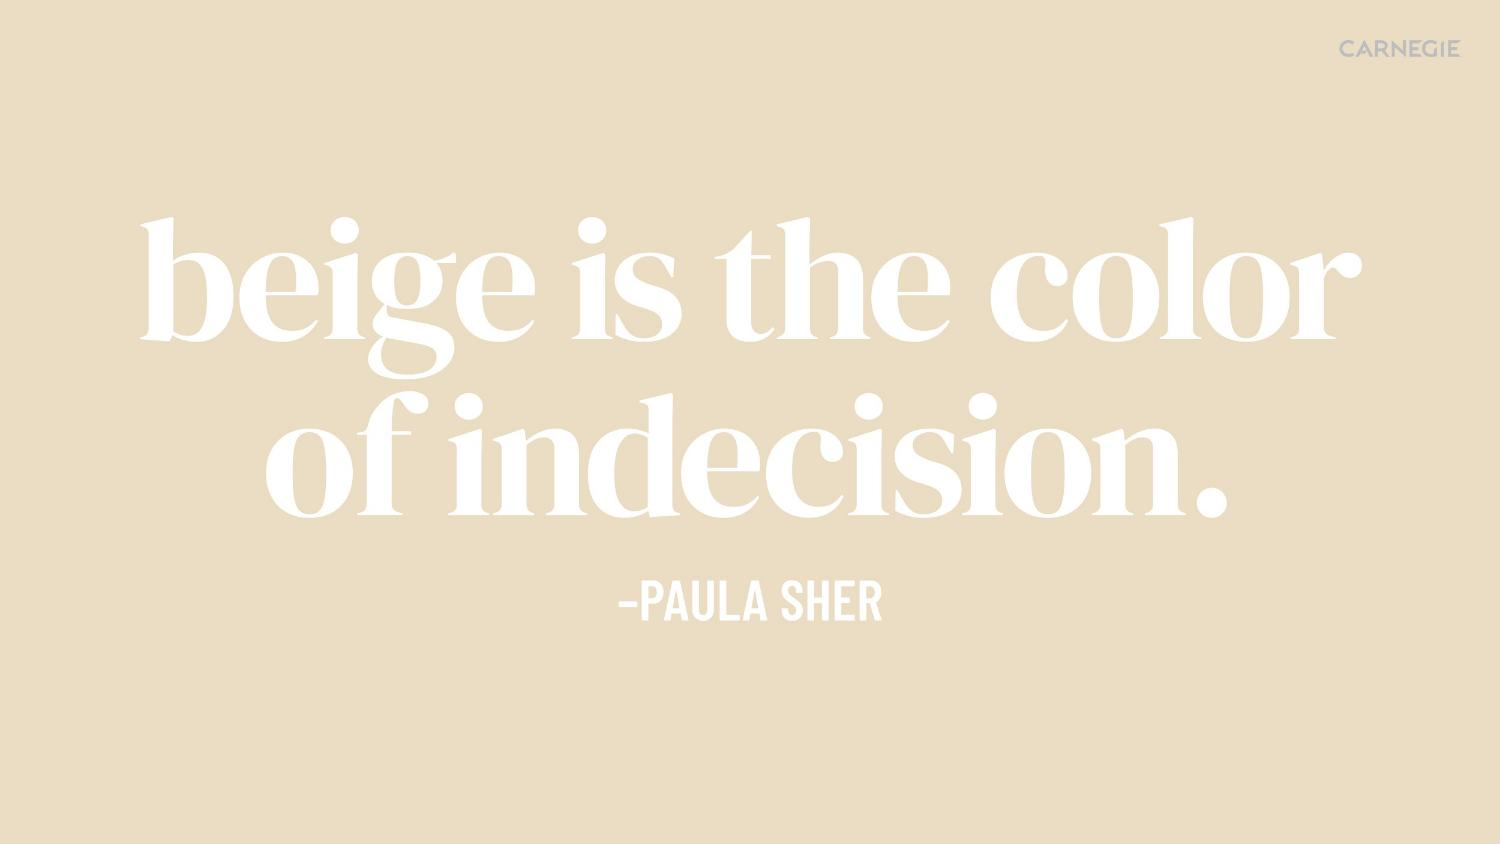 CARNEGIE
beige is the color
of indecision.
–PAULA SHER